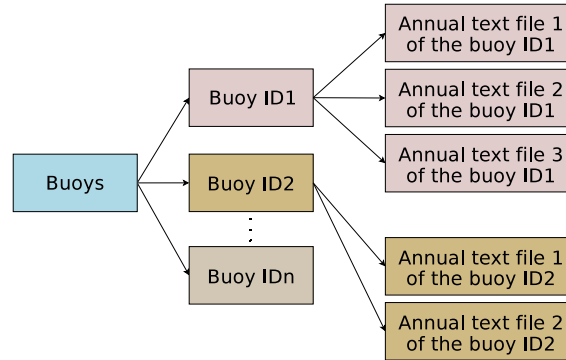 Buoys
Buoy ID1
Buoy ID2
Buoy IDn
Annual text file 1
of the buoy ID1
Annual text file 2
of the buoy ID1
Annual text file 3
of the buoy ID1
Annual text file 1
of the buoy ID2
Annual text file 2
of the buoy ID2